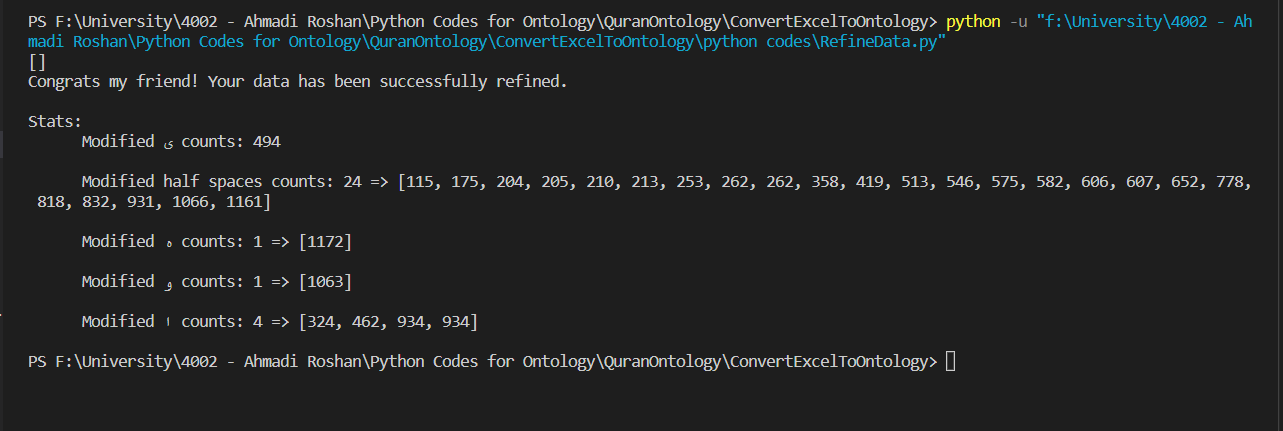 PS F:\University\4002 - Ahmadi Roshan\Python Codes for Ontology\QuranOntology\ConvertExcelToOntology> python -u "f:\University\4002 - Ah
madi Roshan\Python Codes for Ontology\QuranOntology\ConvertExcelToOntology\python codes\RefineData.py"
[]
Congrats my friend! Your data has been successfully refined.
Stats:
Modified ی counts: 494
Modified half spaces counts: 24 => [115, 175, 204, 205, 210, 213, 253, 262, 262, 358, 419, 513, 546, 575, 582, 606, 607, 652, 778,
818, 832, 931, 1066, 1161]
Modified ه counts: 1 => [1172]
Modified و counts: 1 => [1063]
Modified ا counts: 4 => [324, 462, 934, 934]
PS F:\University\4002 - Ahmadi Roshan\Python Codes for Ontology\QuranOntology\ConvertExcelToOntology>